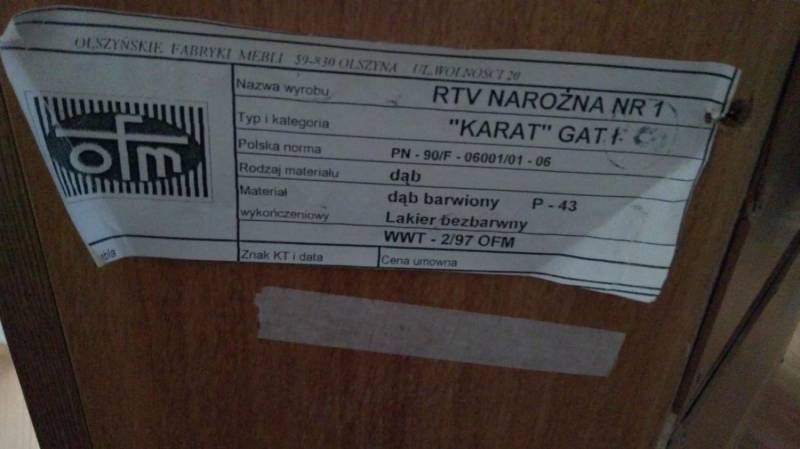 OLSZYŃSKIE FABRYKI MEBLI 59-830 OLSZYNA UL.WOLNOŚCI 20
ofm
Nazwa wyrobu RTV NAROŻNA NR 1
Typ i kategoria "KARAT" GAT I
Polska norma PN - 90/F - 06001/01 - 06
Rodzaj materiału dąb
Materiał dąb barwiony P - 43
wykończeniowy Lakier bezbarwny
WWT - 2/97 OFM
Znak KT i data Cena umowna